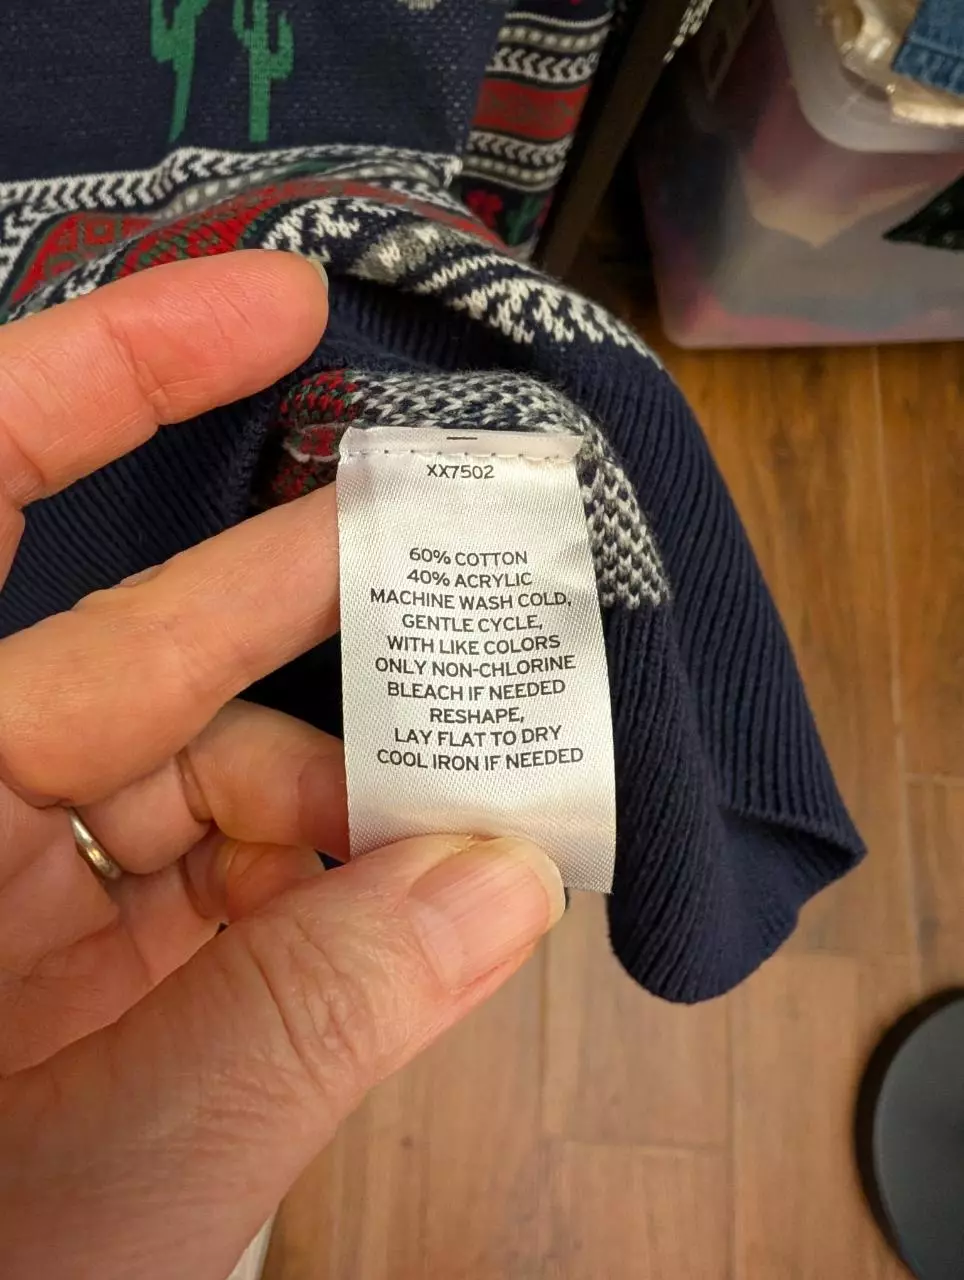 XX7502
60% COTTON
40% ACRYLIC
MACHINE WASH COLD,
GENTLE CYCLE,
WITH LIKE COLORS
ONLY NON-CHLORINE
BLEACH IF NEEDED
RESHAPE,
LAY FLAT TO DRY
COOL IRON IF NEEDED